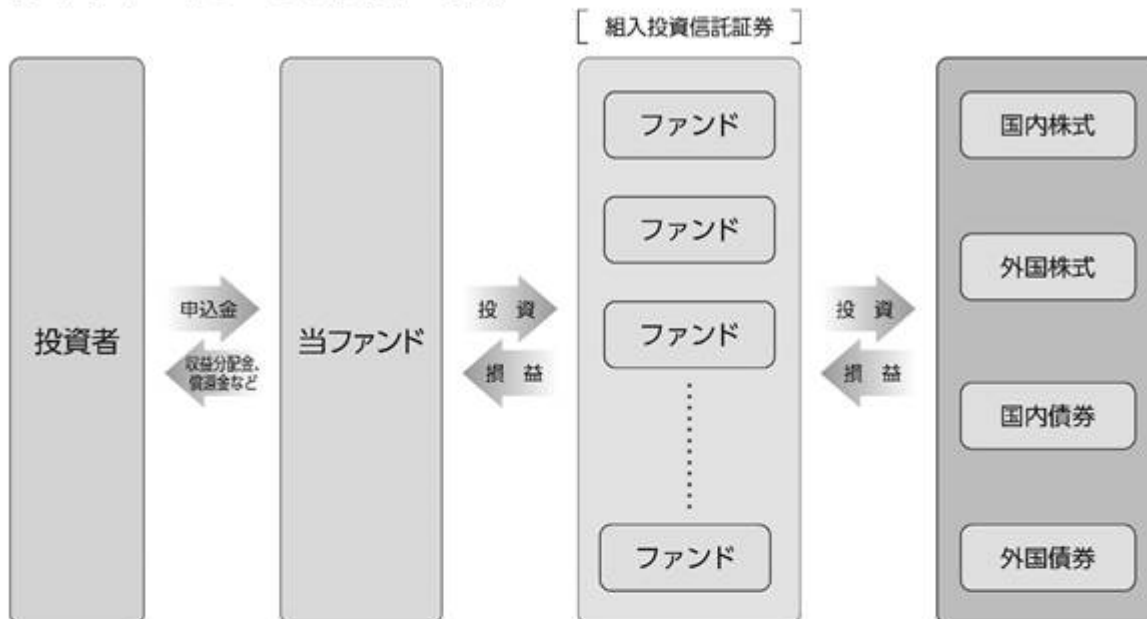 [ 組入投資信託証券 ]
投資者
申込金
収益分配金、
償還金など
当ファンド
投 資
損 益
ファンド
ファンド
ファンド
ファンド
投 資
損 益
国内株式
外国株式
国内債券
外国債券